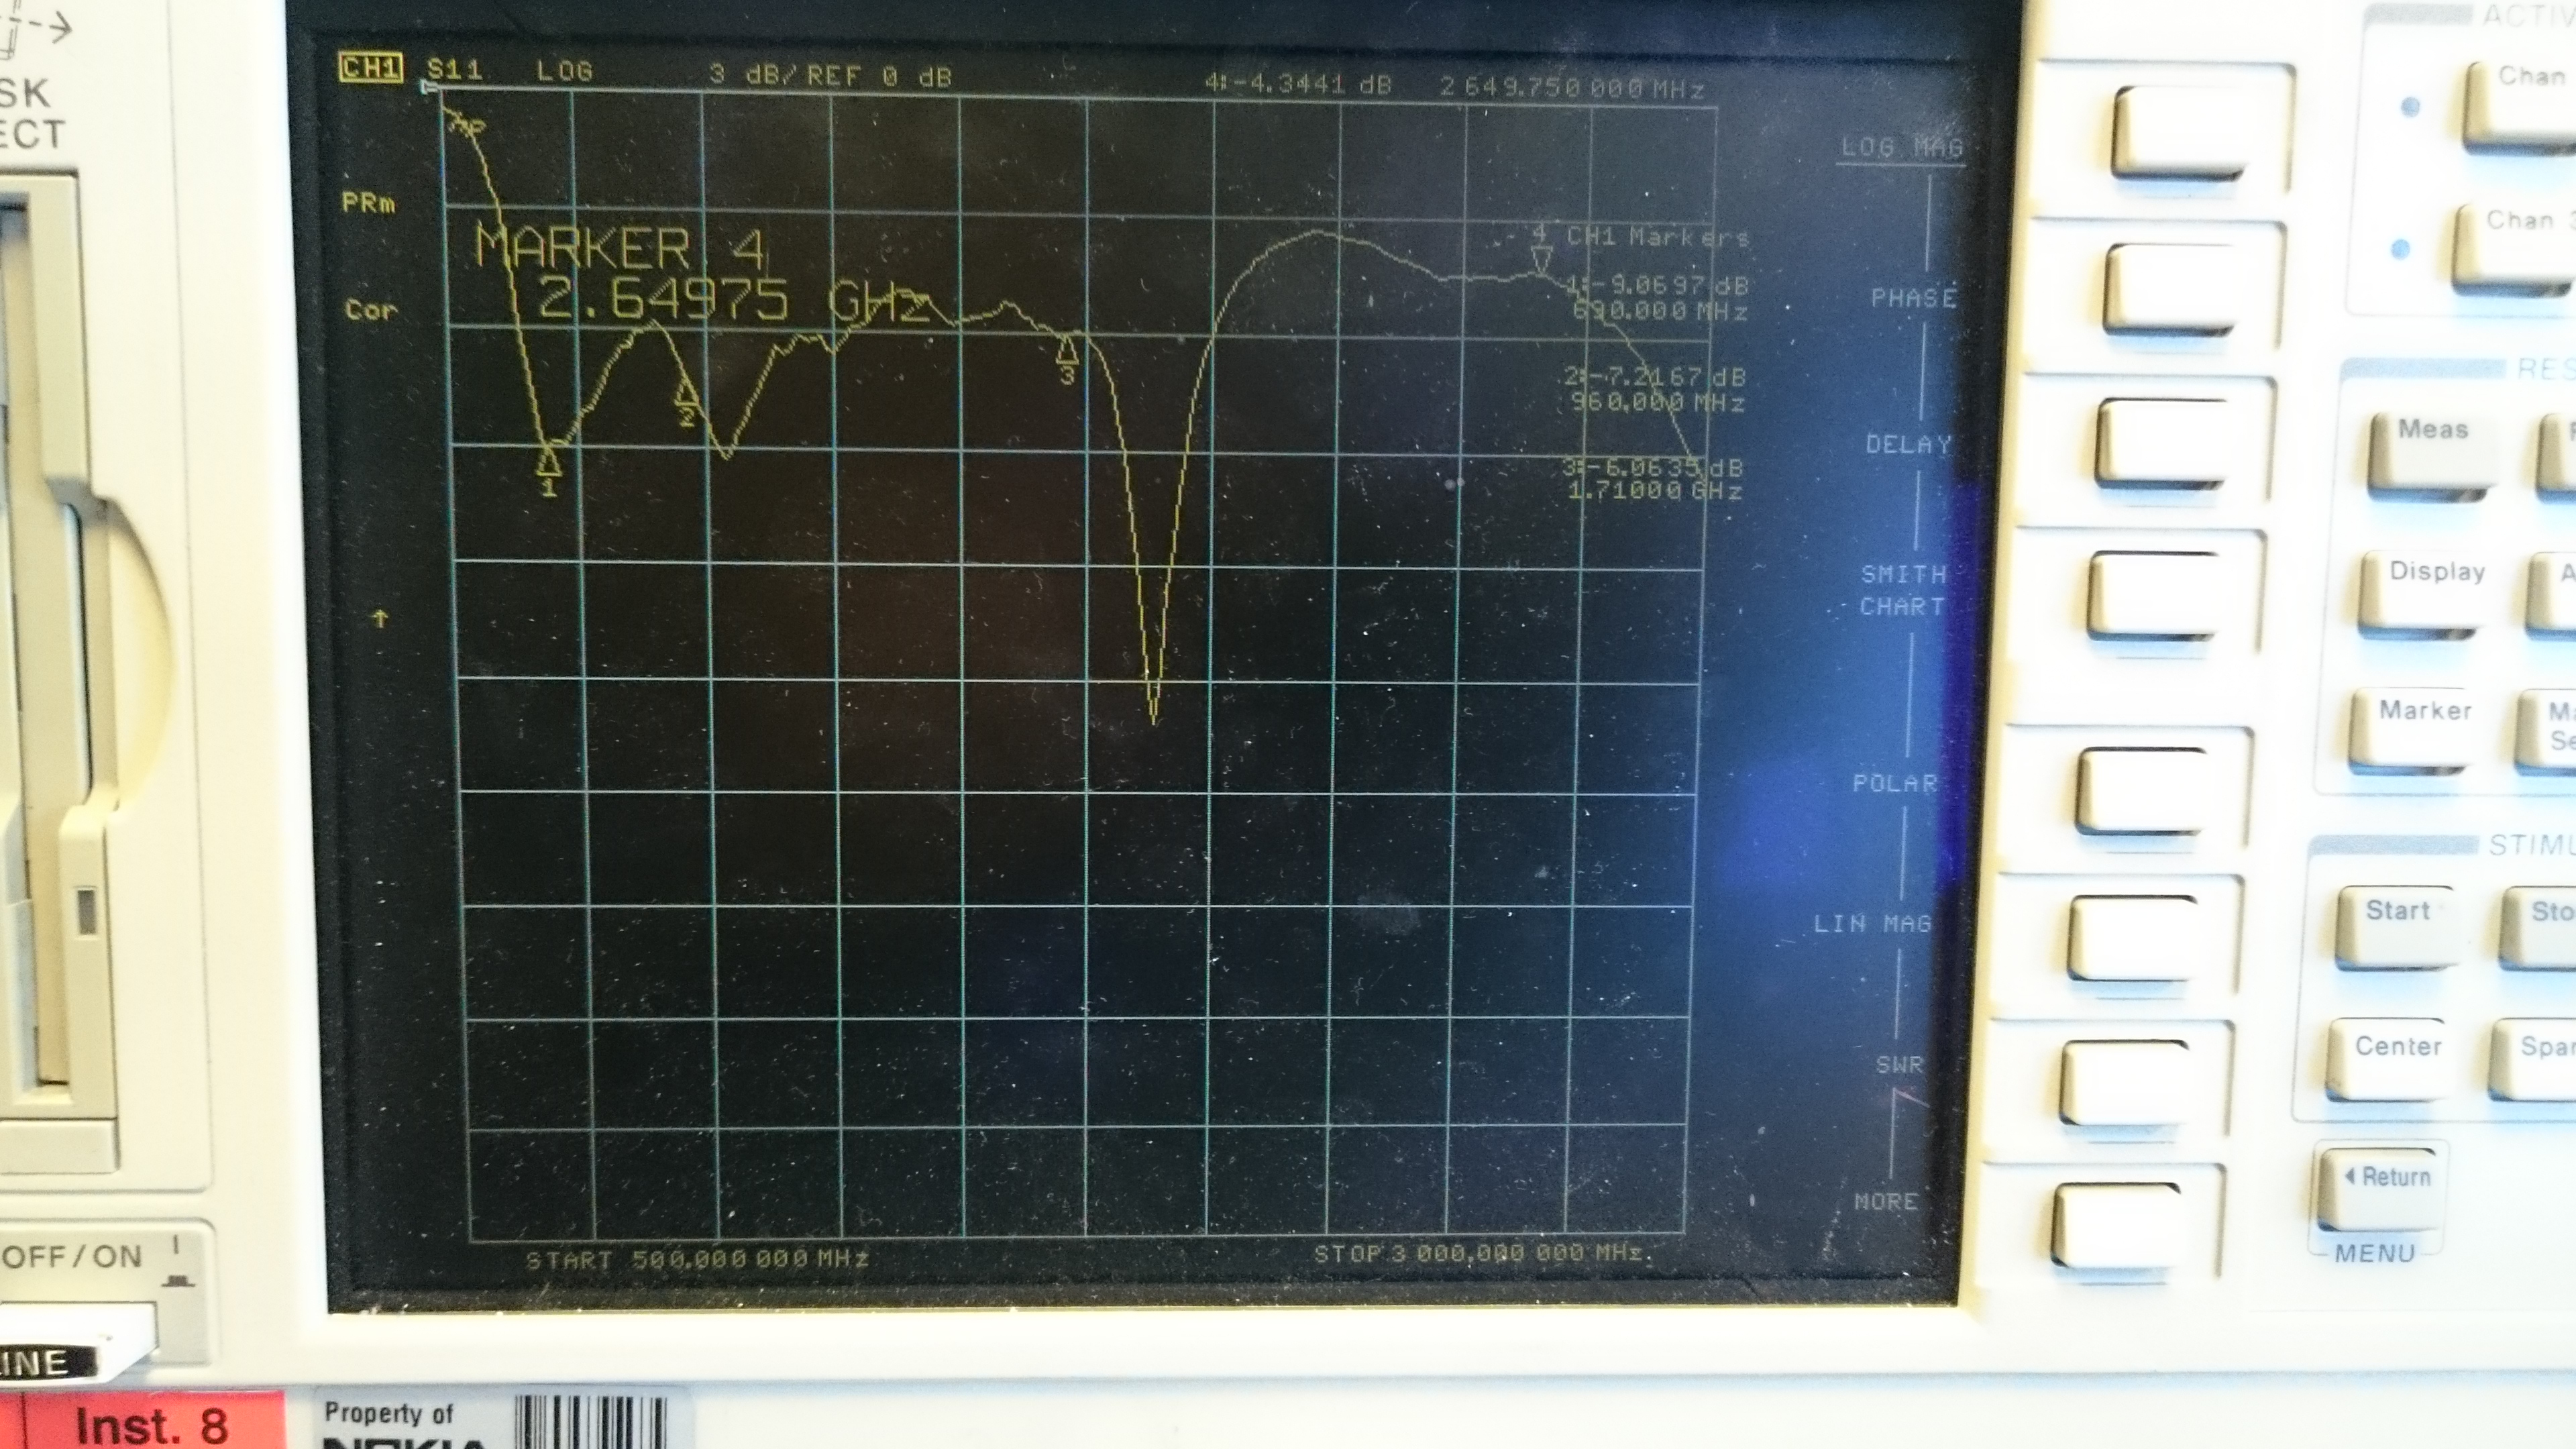 SK
ECT
CH1 S11 LOG 3 dB/ REF 0 dB 4:-4.3441 dB 2 649.750 000 MHz
PRm
Cor
MARKER 4
2.64975 GHz
1
2
3
4
CH1 Markers
1:-9.0697 dB
690.000 MHz
2:-7.2167 dB
960.000 MHz
3:-6.0635 dB
1.71000 GHz
↑
START 500.000 000 MHz STOP 3 000.000 000 MHz
LOG MAG
PHASE
DELAY
SMITH
CHART
POLAR
LIN MAG
SWR
MORE
ACTIV
Chan
Chan 3
RES
Meas
Display
Marker
Ma
Se
STIMU
Start
Sto
Center
Span
Return
MENU
OFF/ON
INE
Inst. 8
Property of
NOKIA